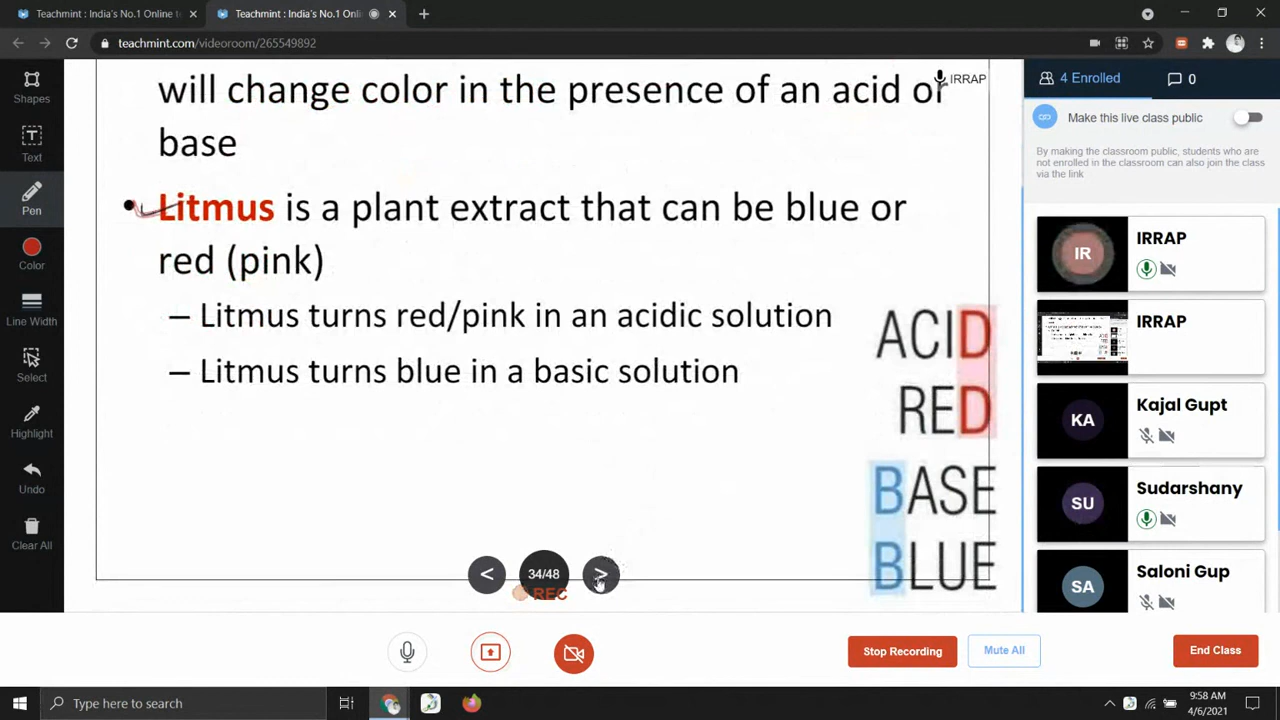 Teachmint : India's No.1 Online t
Teachmint : India's No.1 Onli
teachmint.com/videoroom/265549892
Shapes
Text
Pen
Color
Line Width
Select
Highlight
Undo
Clear All
will change color in the presence of an acid or
base
• Litmus is a plant extract that can be blue or
red (pink)
– Litmus turns red/pink in an acidic solution
– Litmus turns blue in a basic solution
ACID
RED
BASE
BLUE
IRRAP
< 34/48 >
REC
4 Enrolled
0
Make this live class public
By making the classroom public, students who are
not enrolled in the classroom can also join the class
via the link
IR
IRRAP
IRRAP
KA
Kajal Gupt
SU
Sudarshany
SA
Saloni Gup
Stop Recording
Mute All
End Class
Type here to search
9:58 AM
4/6/2021